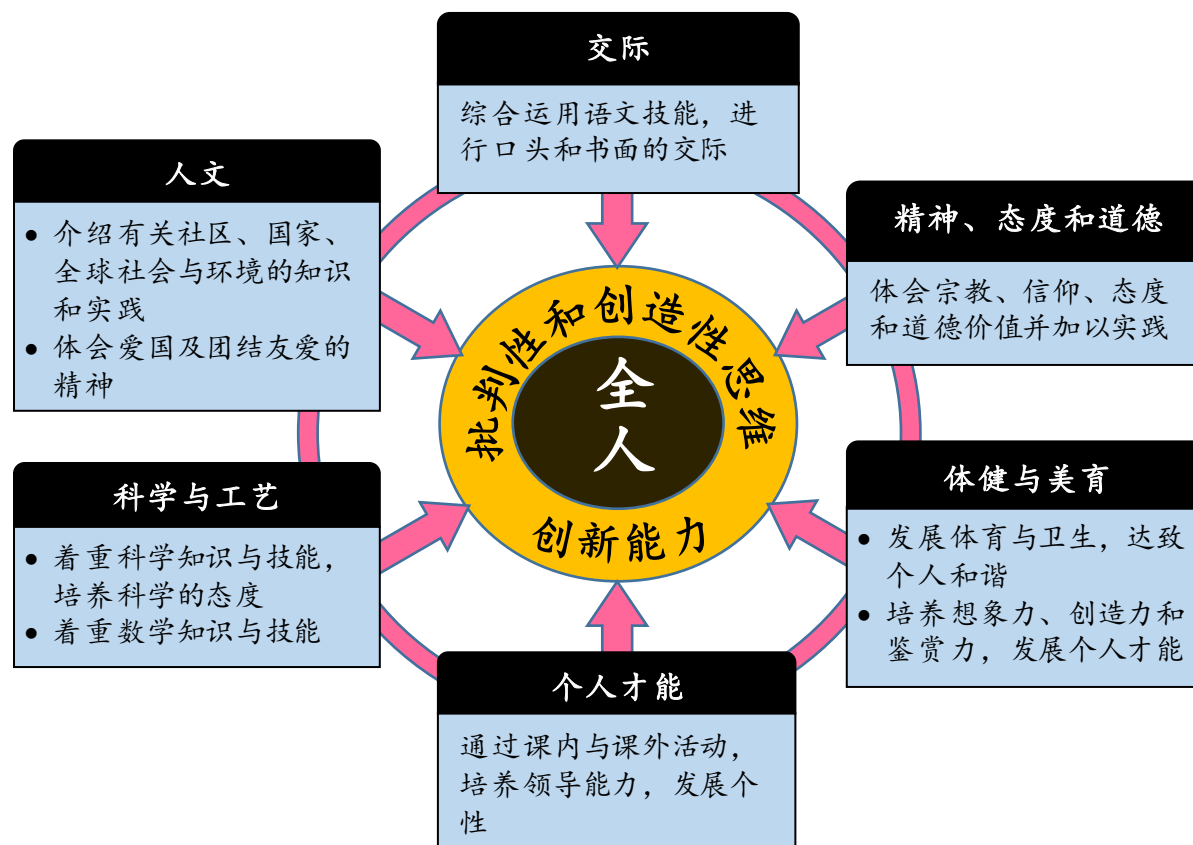 交际
综合运用语文技能，进
行口头和书面的交际
人文
● 介绍有关社区、国家、
全球社会与环境的知识
和实践
● 体会爱国及团结友爱的
精神
精神、态度和道德
体会宗教、信仰、态度
和道德价值并加以实践
批判性和创造性思维
全
人
创新能力
科学与工艺
● 着重科学知识与技能，
培养科学的态度
● 着重数学知识与技能
体健与美育
● 发展体育与卫生，达致
个人和谐
● 培养想象力、创造力和
鉴赏力，发展个人才能
个人才能
通过课内与课外活动，
培养领导能力，发展个
性